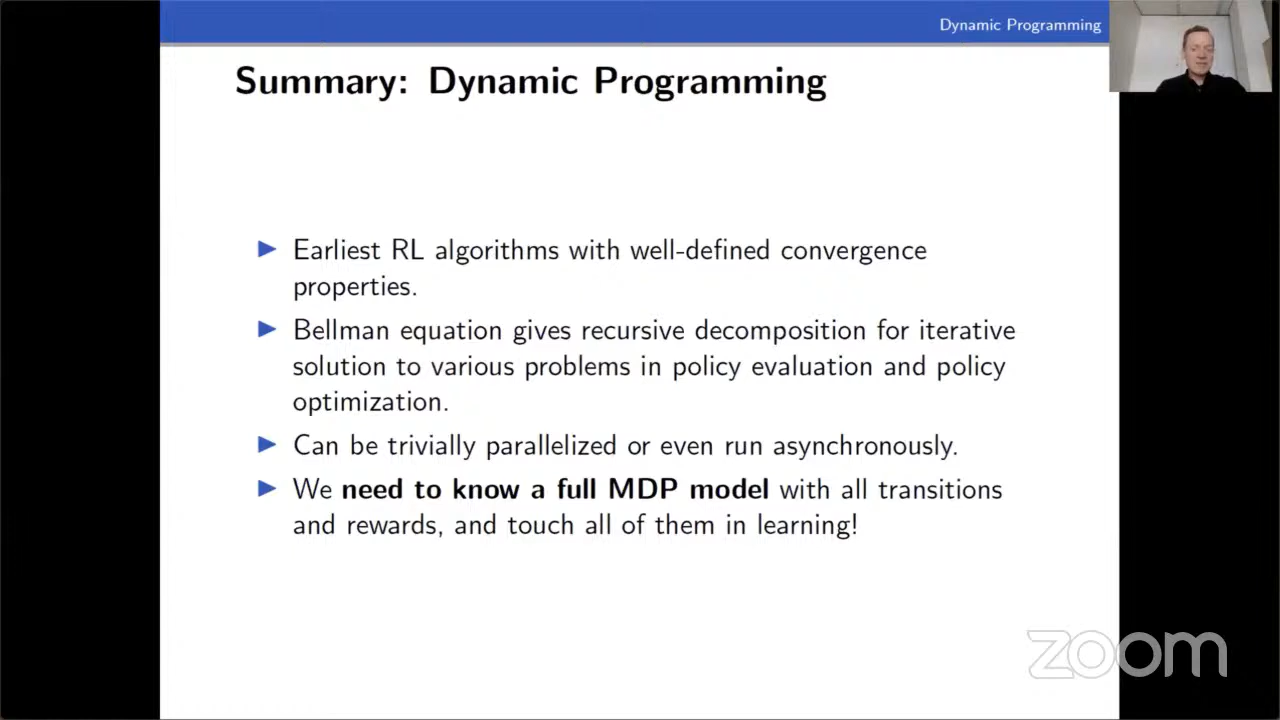 Dynamic Programming
Summary: Dynamic Programming
Earliest RL algorithms with well-defined convergence
properties.
Bellman equation gives recursive decomposition for iterative
solution to various problems in policy evaluation and policy
optimization.
Can be trivially parallelized or even run asynchronously.
We need to know a full MDP model with all transitions
and rewards, and touch all of them in learning!
zoom